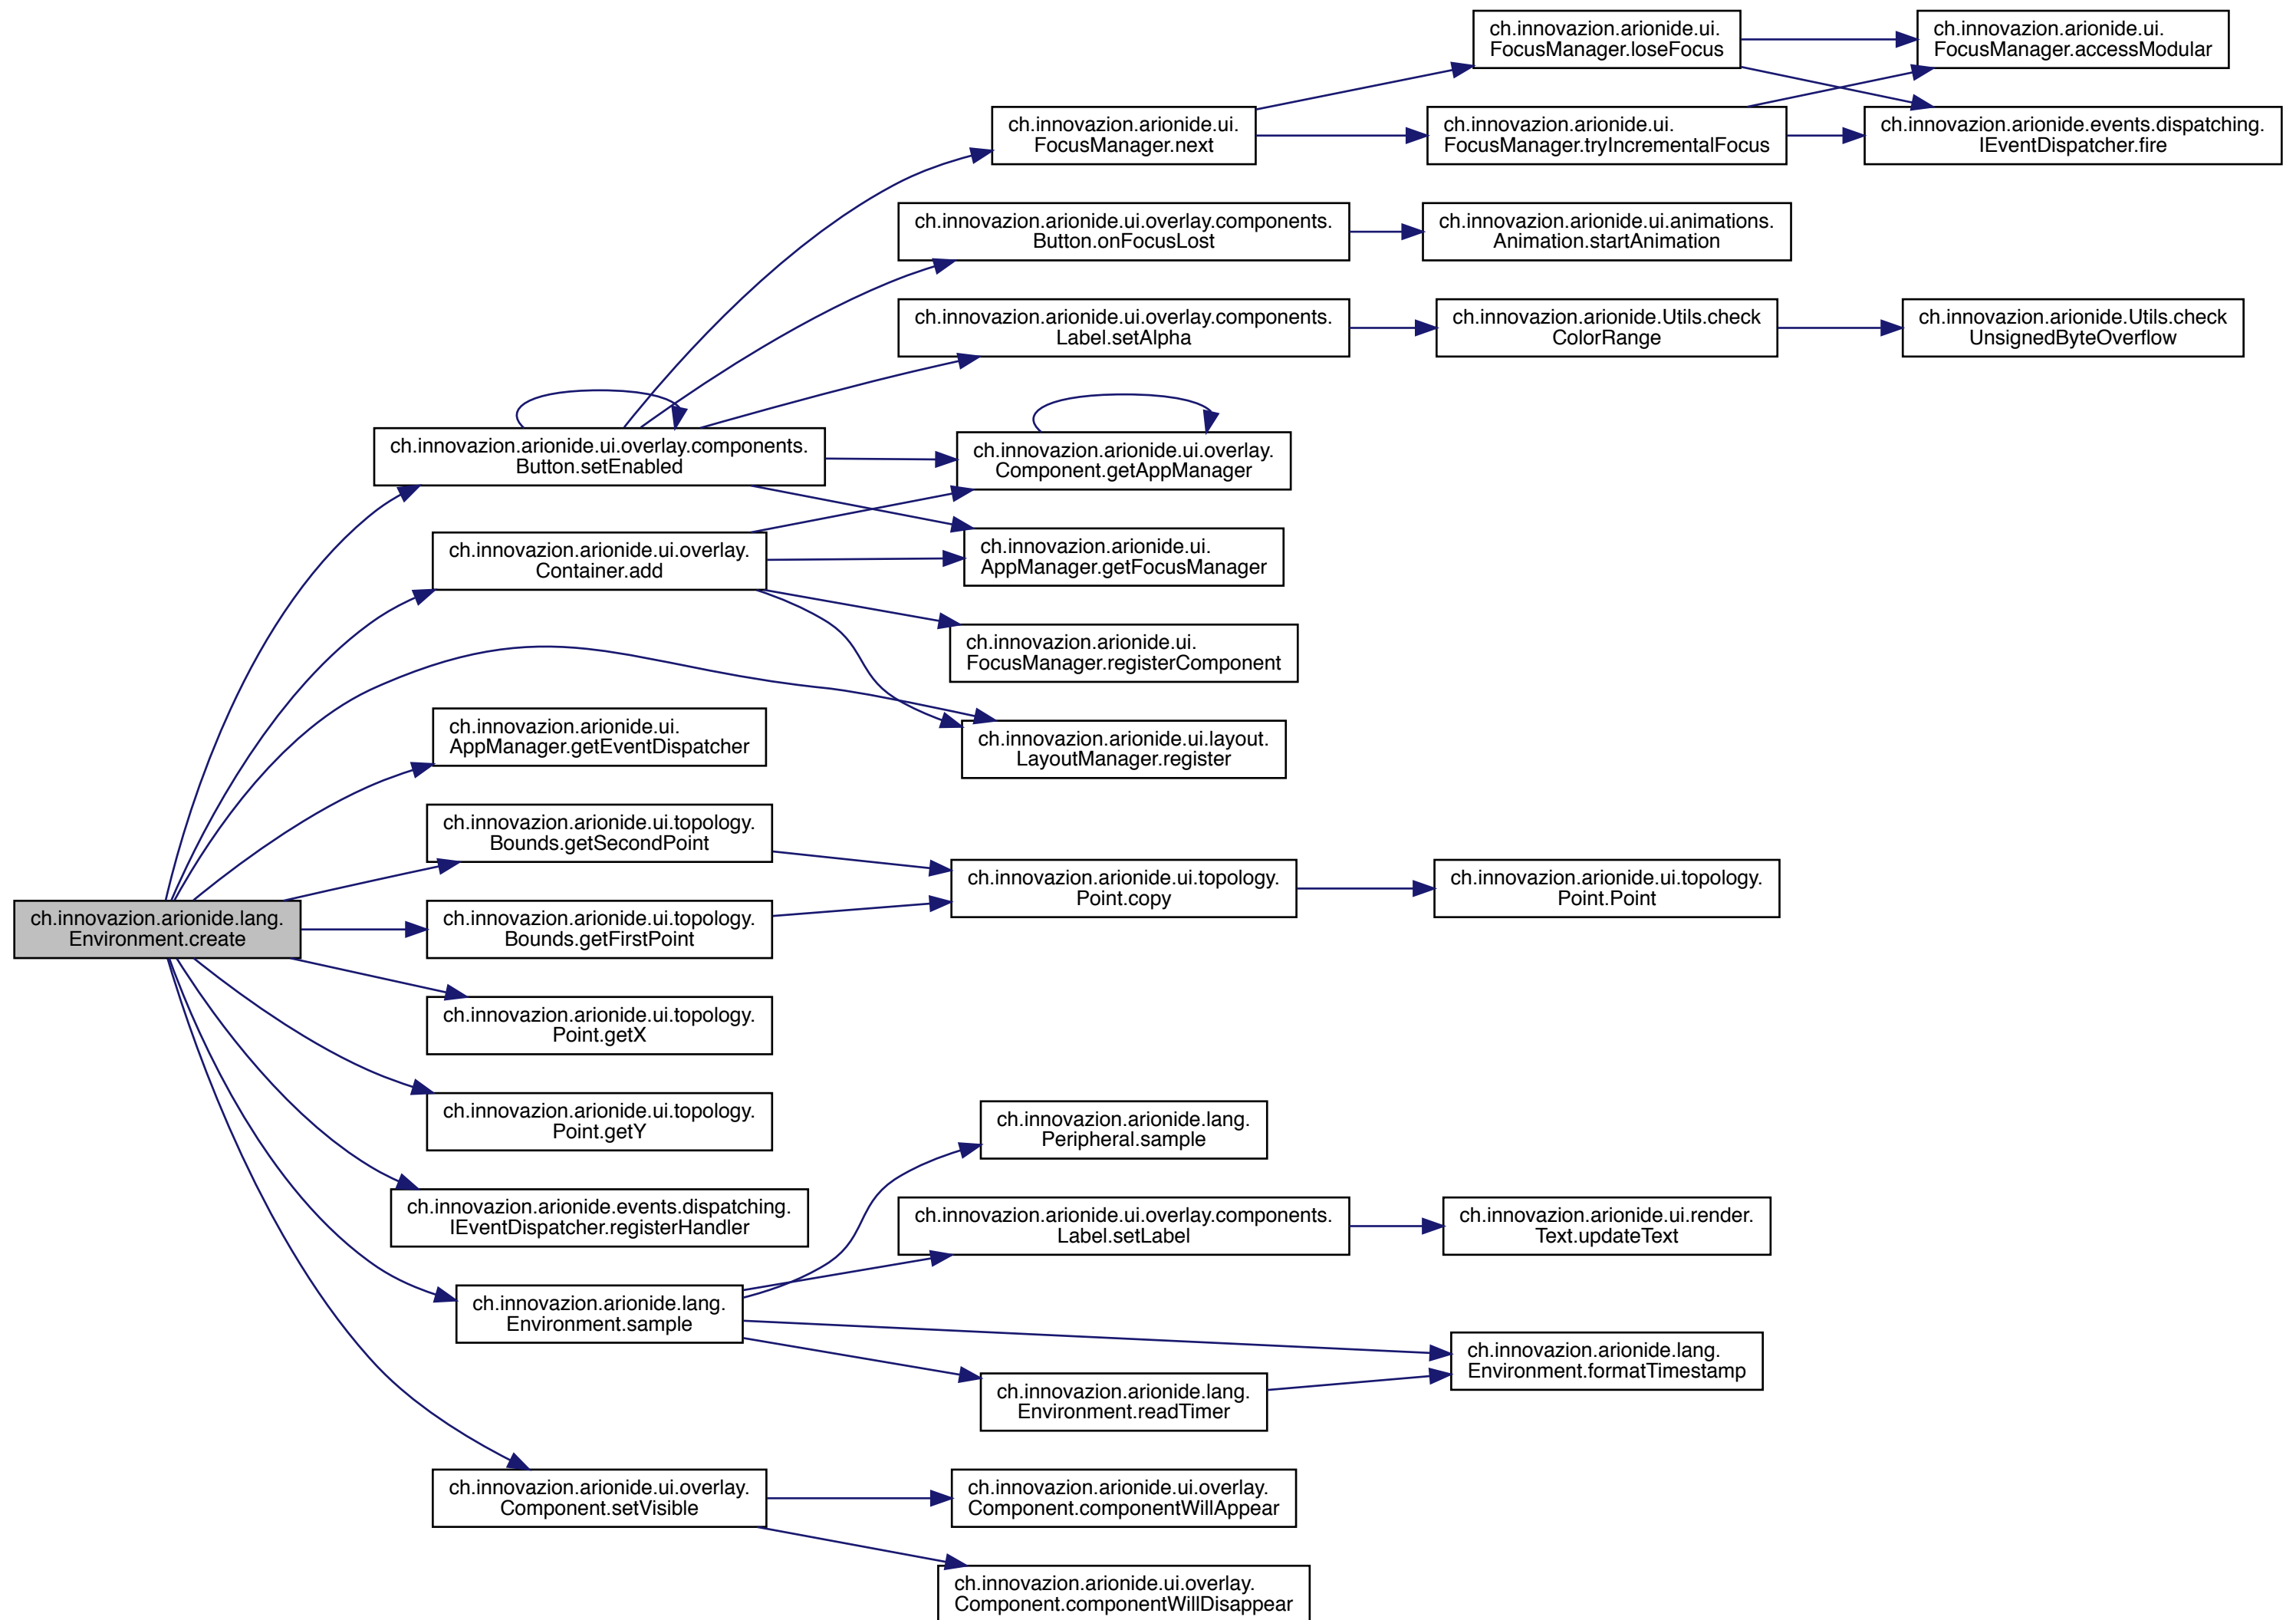 ch.innovazion.arionide.ui.
FocusManager.loseFocus
ch.innovazion.arionide.ui.
FocusManager.accessModular
ch.innovazion.arionide.ui.
FocusManager.next
ch.innovazion.arionide.ui.
FocusManager.tryIncrementalFocus
ch.innovazion.arionide.events.dispatching.
IEventDispatcher.fire
ch.innovazion.arionide.ui.overlay.components.
Button.onFocusLost
ch.innovazion.arionide.ui.animations.
Animation.startAnimation
ch.innovazion.arionide.ui.overlay.components.
Label.setAlpha
ch.innovazion.arionide.Utils.check
ColorRange
ch.innovazion.arionide.Utils.check
UnsignedByteOverflow
ch.innovazion.arionide.ui.overlay.components.
Button.setEnabled
ch.innovazion.arionide.ui.overlay.
Component.getAppManager
ch.innovazion.arionide.ui.overlay.
Container.add
ch.innovazion.arionide.ui.
AppManager.getFocusManager
ch.innovazion.arionide.ui.
FocusManager.registerComponent
ch.innovazion.arionide.ui.
AppManager.getEventDispatcher
ch.innovazion.arionide.ui.layout.
LayoutManager.register
ch.innovazion.arionide.ui.topology.
Bounds.getSecondPoint
ch.innovazion.arionide.ui.topology.
Point.copy
ch.innovazion.arionide.ui.topology.
Point.Point
ch.innovazion.arionide.lang.
Environment.create
ch.innovazion.arionide.ui.topology.
Bounds.getFirstPoint
ch.innovazion.arionide.ui.topology.
Point.getX
ch.innovazion.arionide.ui.topology.
Point.getY
ch.innovazion.arionide.lang.
Peripheral.sample
ch.innovazion.arionide.events.dispatching.
IEventDispatcher.registerHandler
ch.innovazion.arionide.ui.overlay.components.
Label.setLabel
ch.innovazion.arionide.ui.render.
Text.updateText
ch.innovazion.arionide.lang.
Environment.sample
ch.innovazion.arionide.lang.
Environment.formatTimestamp
ch.innovazion.arionide.lang.
Environment.readTimer
ch.innovazion.arionide.ui.overlay.
Component.setVisible
ch.innovazion.arionide.ui.overlay.
Component.componentWillAppear
ch.innovazion.arionide.ui.overlay.
Component.componentWillDisappear